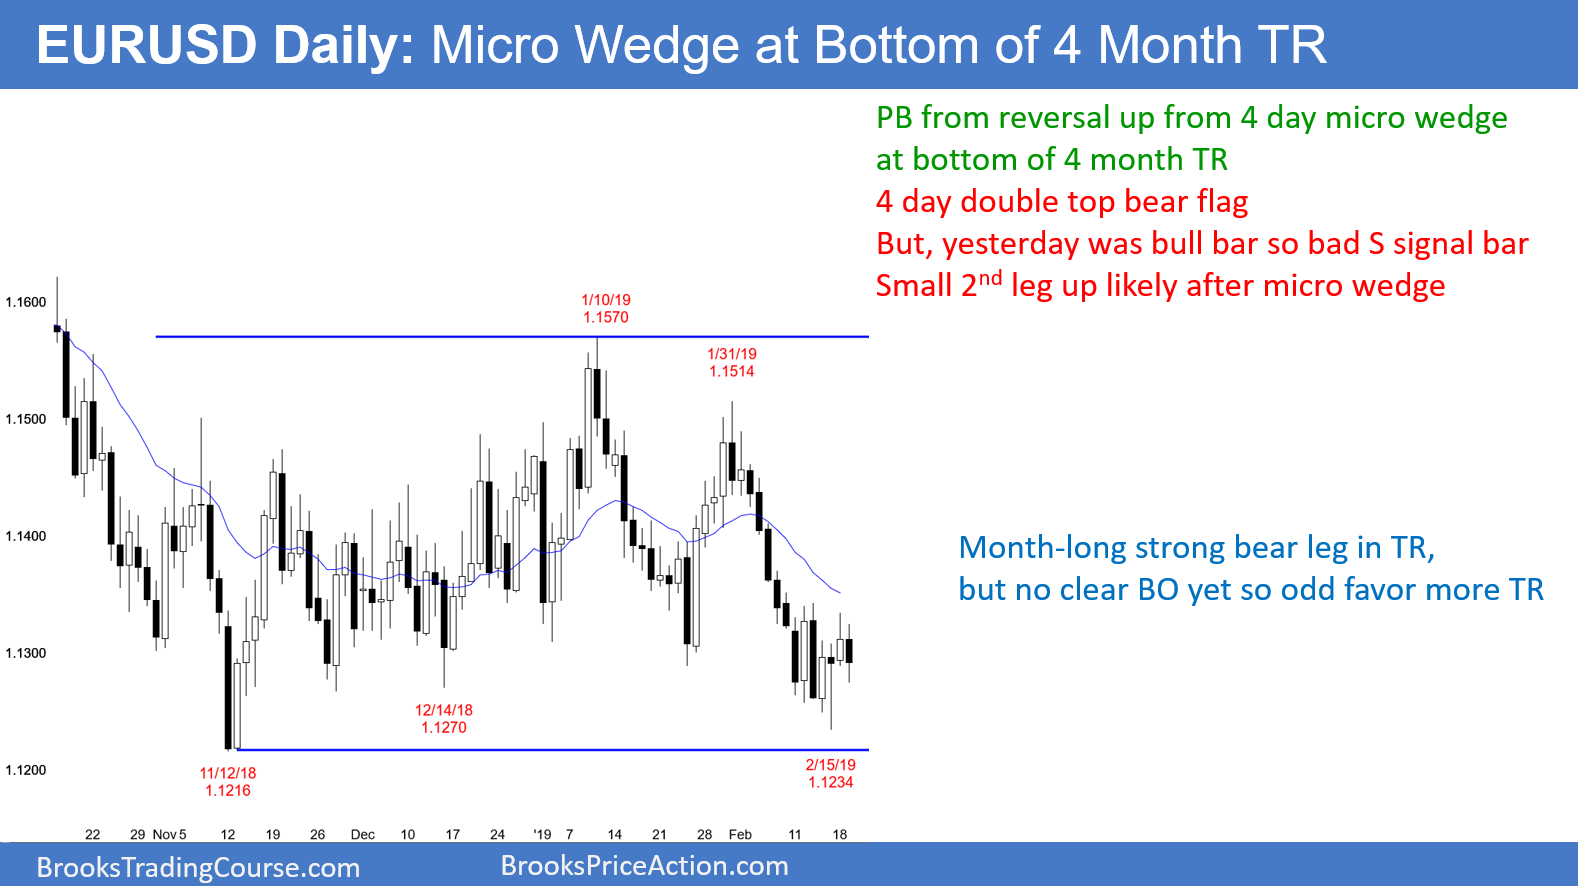 EURUSD Daily: Micro Wedge at Bottom of 4 Month TR
PB from reversal up from 4 day micro wedge
at bottom of 4 month TR
4 day double top bear flag
But, yesterday was bull bar so bad S signal bar
Small 2nd leg up likely after micro wedge
1.1600
1/10/19
1.1570
1/31/19
1.1514
1.1500
1.1400
Month-long strong bear leg in TR,
but no clear BO yet so odd favor more TR
1.1300
12/14/18
1.1270
1.1200
11/12/18
1.1216
2/15/19
1.1234
22 29 Nov 5 12 19 26 Dec 10 17 24 '19 7 14 21 28 Feb 11 18
BrooksTradingCourse.com
BrooksPriceAction.com